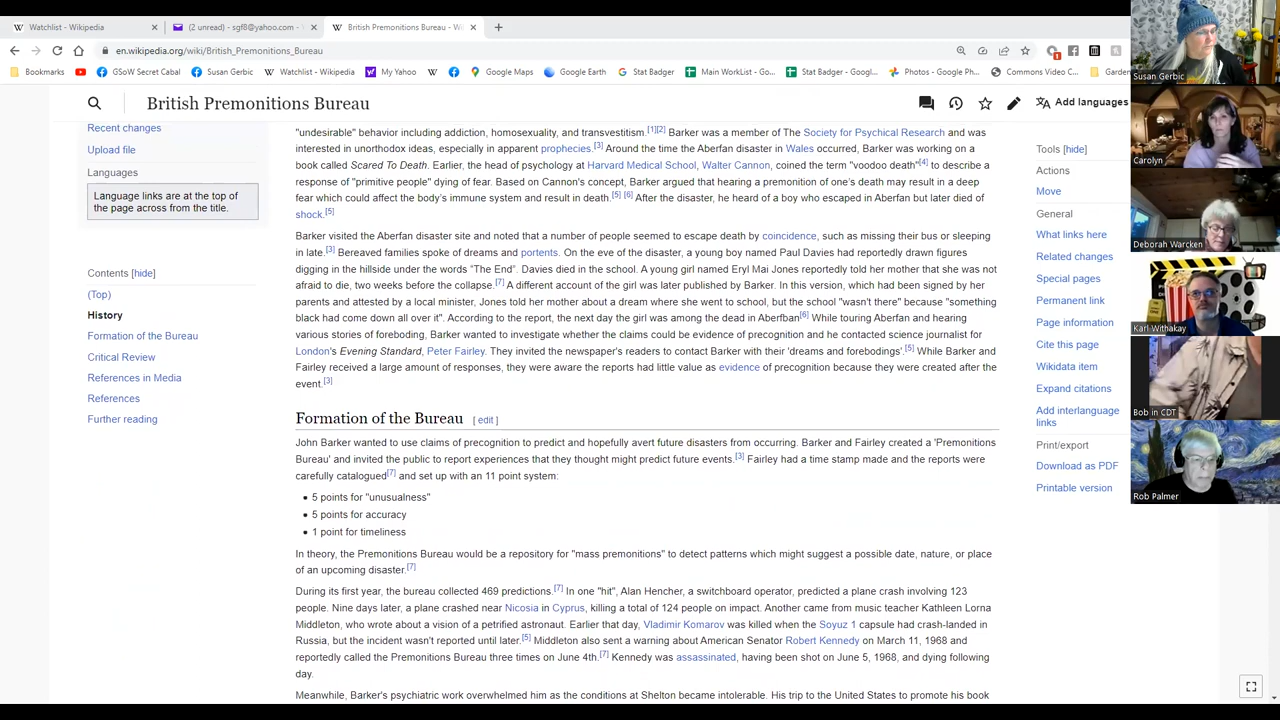 Watchlist - Wikipedia
(2 unread) - sgf8@yahoo.com -
British Premonitions Bureau - Wi
en.wikipedia.org/wiki/British_Premonitions_Bureau
Bookmarks
GSoW Secret Cabal
Susan Gerbic
Watchlist - Wikipedia
My Yahoo
Google Maps
Google Earth
Stat Badger
Main WorkList - Go...
Stat Badger - Googl...
Photos - Google Ph...
Commons Video C...
Garden
British Premonitions Bureau
Add languages
Recent changes
Upload file
Languages
Language links are at the top of
the page across from the title.
Contents [hide]
(Top)
History
Formation of the Bureau
Critical Review
References in Media
References
Further reading
"undesirable" behavior including addiction, homosexuality, and transvestitism.[1][2] Barker was a member of The Society for Psychical Research and was
interested in unorthodox ideas, especially in apparent prophecies.[3] Around the time the Aberfan disaster in Wales occurred, Barker was working on a
book called Scared To Death. Earlier, the head of psychology at Harvard Medical School, Walter Cannon, coined the term "voodoo death"[4] to describe a
response of "primitive people" dying of fear. Based on Cannon's concept, Barker argued that hearing a premonition of one's death may result in a deep
fear which could affect the body's immune system and result in death.[5] [6] After the disaster, he heard of a boy who escaped in Aberfan but later died of
shock.[5]
Barker visited the Aberfan disaster site and noted that a number of people seemed to escape death by coincidence, such as missing their bus or sleeping
in late.[3] Bereaved families spoke of dreams and portents. On the eve of the disaster, a young boy named Paul Davies had reportedly drawn figures
digging in the hillside under the words "The End". Davies died in the school. A young girl named Eryl Mai Jones reportedly told her mother that she was not
afraid to die, two weeks before the collapse.[7] A different account of the girl was later published by Barker. In this version, which had been signed by her
parents and attested by a local minister, Jones told her mother about a dream where she went to school, but the school "wasn't there" because "something
black had come down all over it". According to the report, the next day the girl was among the dead in Aberfban[6] While touring Aberfan and hearing
various stories of foreboding, Barker wanted to investigate whether the claims could be evidence of precognition and he contacted science journalist for
London's Evening Standard, Peter Fairley. They invited the newspaper's readers to contact Barker with their 'dreams and forebodings'.[5] While Barker and
Fairley received a large amount of responses, they were aware the reports had little value as evidence of precognition because they were created after the
event.[3]
Formation of the Bureau [ edit ]
John Barker wanted to use claims of precognition to predict and hopefully avert future disasters from occurring. Barker and Fairley created a 'Premonitions
Bureau' and invited the public to report experiences that they thought might predict future events.[3] Fairley had a time stamp made and the reports were
carefully catalogued[7] and set up with an 11 point system:
• 5 points for "unusualness"
• 5 points for accuracy
• 1 point for timeliness
In theory, the Premonitions Bureau would be a repository for "mass premonitions" to detect patterns which might suggest a possible date, nature, or place
of an upcoming disaster.[7]
During its first year, the bureau collected 469 predictions [7] In one "hit", Alan Hencher, a switchboard operator, predicted a plane crash involving 123
people. Nine days later, a plane crashed near Nicosia in Cyprus, killing a total of 124 people on impact. Another came from music teacher Kathleen Lorna
Middleton, who wrote about a vision of a petrified astronaut. Earlier that day, Vladimir Komarov was killed when the Soyuz 1 capsule had crash-landed in
Russia, but the incident wasn't reported until later.[5] Middleton also sent a warning about American Senator Robert Kennedy on March 11, 1968 and
reportedly called the Premonitions Bureau three times on June 4th.[7] Kennedy was assassinated, having been shot on June 5, 1968, and dying following
day.
Meanwhile, Barker's psychiatric work overwhelmed him as the conditions at Shelton became intolerable. His trip to the United States to promote his book
Tools [hide]
Actions
Move
General
What links here
Related changes
Special pages
Permanent link
Page information
Cite this page
Wikidata item
Expand citations
Add interlanguage
links
Print/export
Download as PDF
Printable version
Susan Gerbic
Carolyn
Deborah Warcken
Karl Withakay
Bob in CDT
Rob Palmer